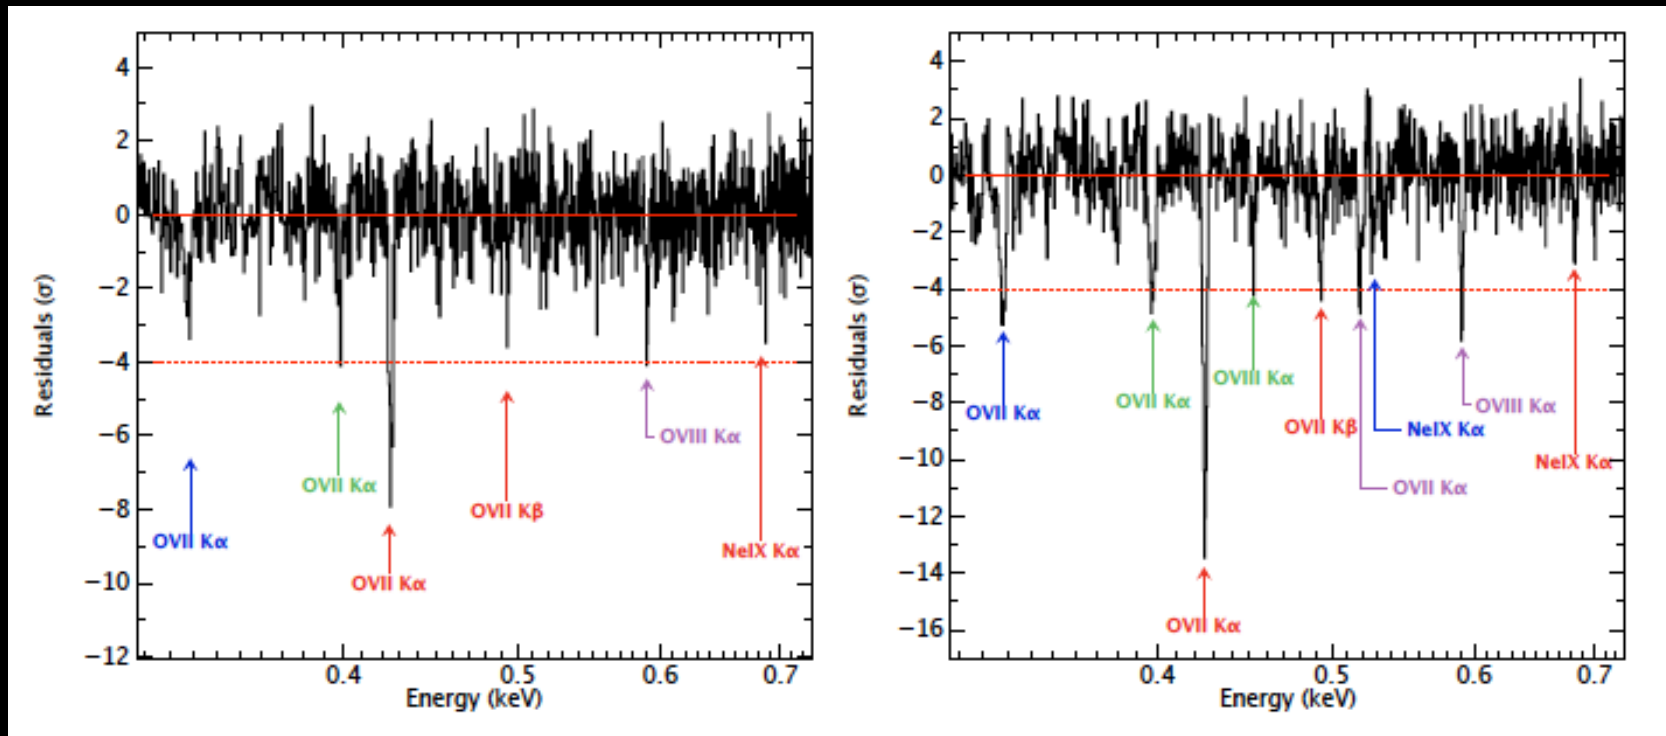 4
2
0
−2
−4
−6
−8
−10
−12
Residuals (σ)
OVII Kα
OVII Kα
OVII Kα
OVII Kβ
OVIII Kα
NeIX Kα
0.4
0.5
0.6
0.7
Energy (keV)
4
2
0
−2
−4
−6
−8
−10
−12
−14
−16
Residuals (σ)
OVII Kα
OVII Kα
OVIII Kα
OVII Kα
OVII Kβ
NeIX Kα
OVII Kα
OVIII Kα
NeIX Kα
0.4
0.5
0.6
0.7
Energy (keV)